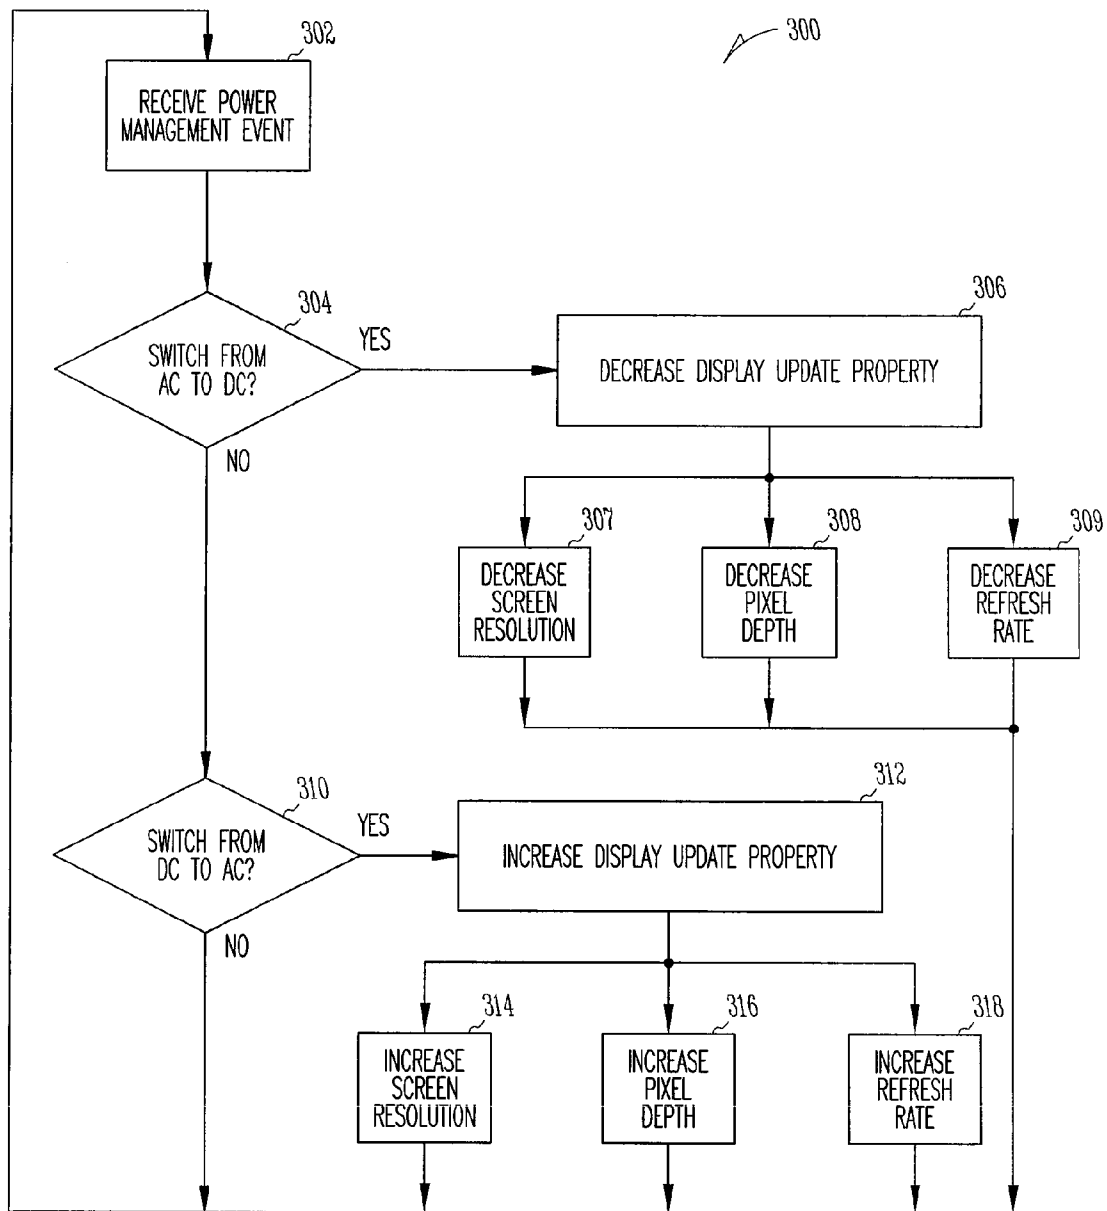 300
302
RECEIVE POWER
MANAGEMENT EVENT
304
SWITCH FROM
AC TO DC?
YES
NO
306
DECREASE DISPLAY UPDATE PROPERTY
307
DECREASE
SCREEN
RESOLUTION
308
DECREASE
PIXEL
DEPTH
309
DECREASE
REFRESH
RATE
310
SWITCH FROM
DC TO AC?
YES
NO
312
INCREASE DISPLAY UPDATE PROPERTY
314
INCREASE
SCREEN
RESOLUTION
316
INCREASE
PIXEL
DEPTH
318
INCREASE
REFRESH
RATE